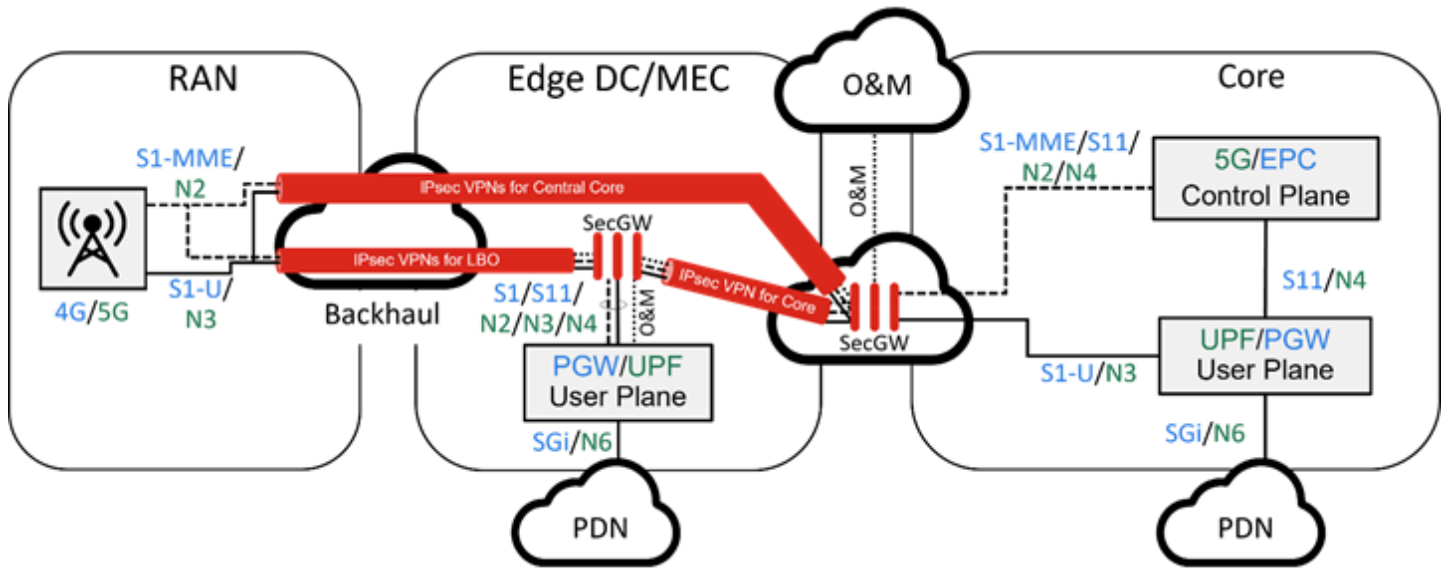 RAN
Edge DC/MEC
O&M
Core
S1-MME/
N2
IPsec VPNs for Central Core
O&M
S1-MME/S11/
N2/N4
5G/EPC
Control Plane
SecGW
IPsec VPNs for LBO
IPsec VPN for Core
S1-U/
N3
4G/5G
Backhaul
S1/S11/
N2/N3/N4
O&M
SecGW
S11/N4
PGW/UPF
User Plane
UPF/PGW
User Plane
S1-U/N3
SGi/N6
SGi/N6
PDN
PDN